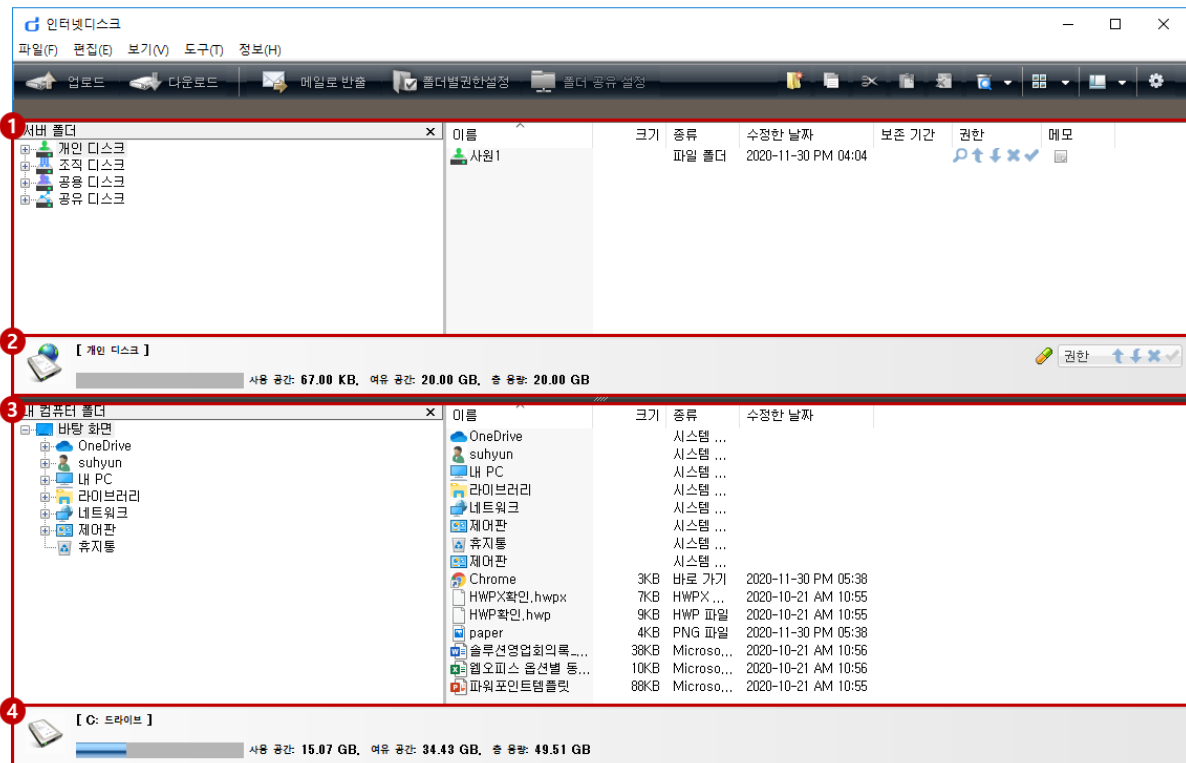 인터넷디스크
파일(F) 편집(E) 보기(V) 도구(T) 정보(H)
업로드 다운로드 메일로 반출 폴더별권한설정 폴더 공유 설정
1
서버 폴더
개인 디스크
조직 디스크
공용 디스크
공유 디스크
이름 크기 종류 수정한 날짜 보존 기간 권한 메모
사원1 파일 폴더 2020-11-30 PM 04:04
2
[ 개인 디스크 ]
사용 공간: 67.00 KB, 여유 공간: 20.00 GB, 총 용량: 20.00 GB
권한
3
내 컴퓨터 폴더
바탕 화면
OneDrive
suhyun
내 PC
라이브러리
네트워크
제어판
휴지통
이름 크기 종류 수정한 날짜
OneDrive 시스템 ...
suhyun 시스템 ...
내 PC 시스템 ...
라이브러리 시스템 ...
네트워크 시스템 ...
제어판 시스템 ...
휴지통 시스템 ...
제어판 시스템 ...
Chrome 3KB 바로 가기 2020-11-30 PM 05:38
HWPX확인.hwpx 7KB HWPX ... 2020-10-21 AM 10:55
HWP확인.hwp 9KB HWP 파일 2020-10-21 AM 10:55
paper 4KB PNG 파일 2020-11-30 PM 05:38
솔루션영업회의록_... 38KB Microso... 2020-10-21 AM 10:56
웹오피스 옵션별 동... 10KB Microso... 2020-10-21 AM 10:56
파워포인트템플릿 88KB Microso... 2020-10-21 AM 10:55
4
[ C: 드라이브 ]
사용 공간: 15.07 GB, 여유 공간: 34.43 GB, 총 용량: 49.51 GB